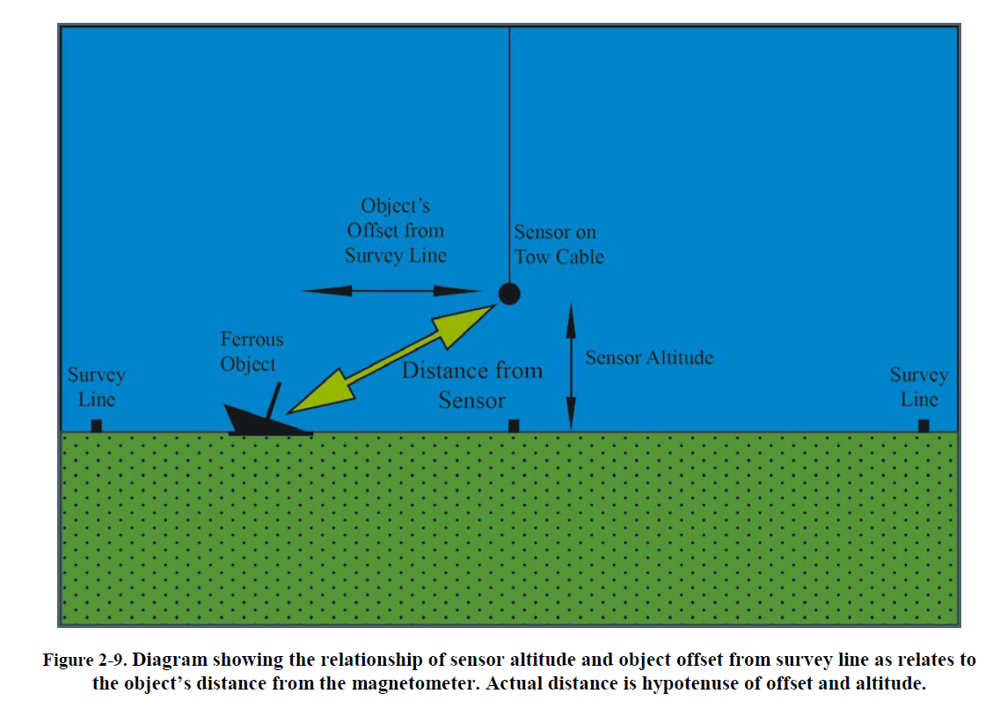 Object’s
Offset from
Survey Line
Sensor on
Tow Cable
Ferrous
Object
Sensor Altitude
Distance from
Sensor
Survey
Line
Survey
Line
Figure 2-9. Diagram showing the relationship of sensor altitude and object offset from survey line as relates to
the object’s distance from the magnetometer. Actual distance is hypotenuse of offset and altitude.